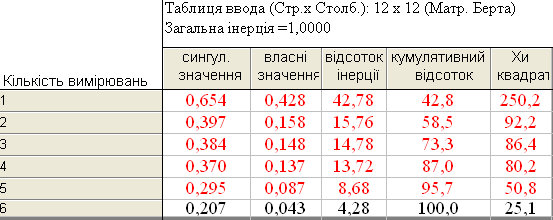 Таблиця ввода (Стр.х Столб.): 12 x 12 (Матр. Берта)
Загальна інерція =1,0000
Кількість вимірювань сингул. значення власні значення відсоток інерції кумулятивний відсоток Хи квадрат
1 0,654 0,428 42,78 42,8 250,2
2 0,397 0,158 15,76 58,5 92,2
3 0,384 0,148 14,78 73,3 86,4
4 0,370 0,137 13,72 87,0 80,2
5 0,295 0,087 8,68 95,7 50,8
6 0,207 0,043 4,28 100,0 25,1